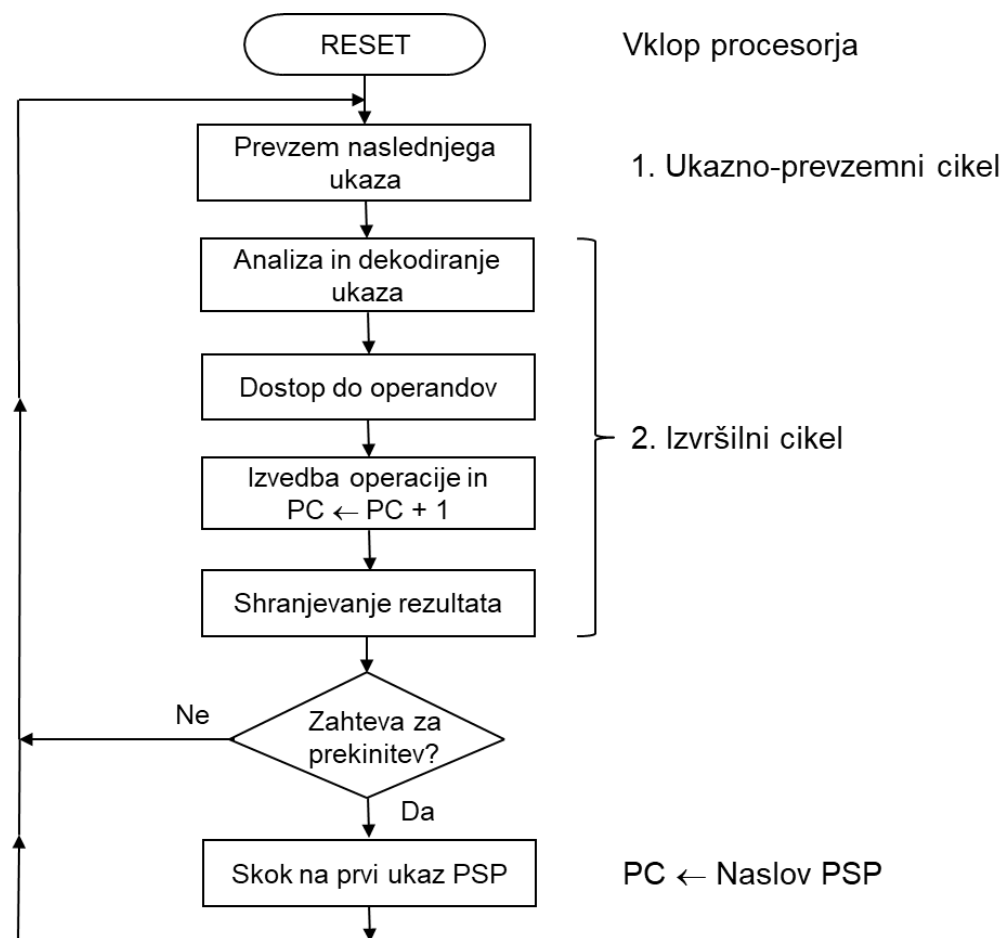 RESET
Vklop procesorja
Prevzem naslednjega
ukaza
1. Ukazno-prevzemni cikel
Analiza in dekodiranje
ukaza
Dostop do operandov
2. Izvršilni cikel
Izvedba operacije in
PC ← PC + 1
Shranjevanje rezultata
Ne
Zahteva za
prekinitev?
Da
Skok na prvi ukaz PSP
PC ← Naslov PSP